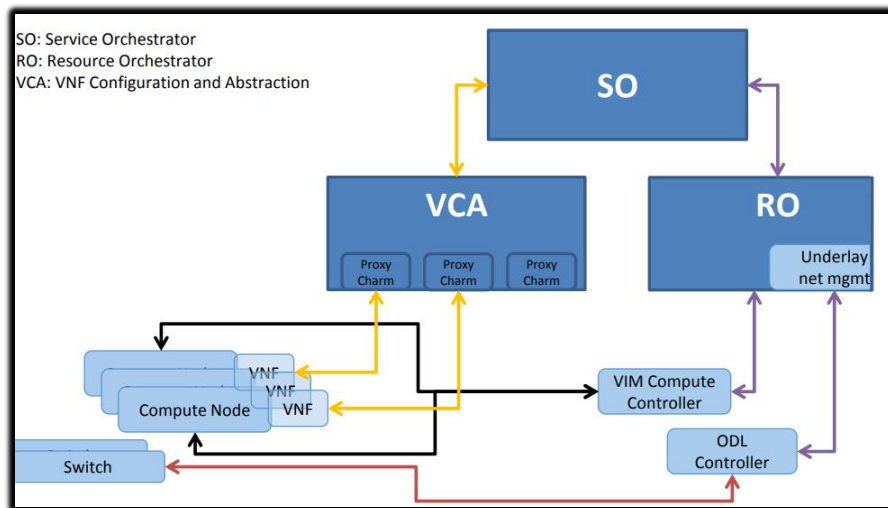 SO: Service Orchestrator
RO: Resource Orchestrator
VCA: VNF Configuration and Abstraction
SO
VCA
RO
Proxy
Charm
Proxy
Charm
Proxy
Charm
Underlay
net mgmt
VNF
VNF
VNF
Compute Node
VIM Compute
Controller
Switch
ODL
Controller